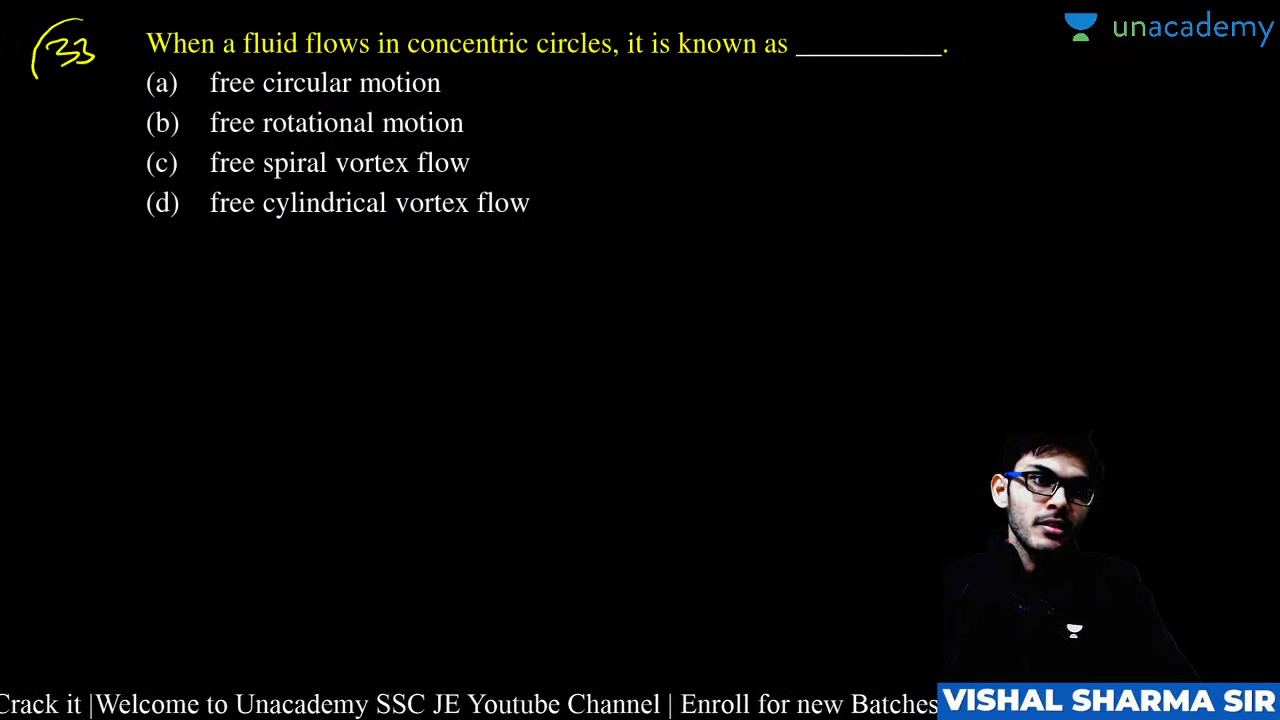 33
When a fluid flows in concentric circles, it is known as __________.
(a) free circular motion
(b) free rotational motion
(c) free spiral vortex flow
(d) free cylindrical vortex flow
unacademy
Crack it |Welcome to Unacademy SSC JE Youtube Channel | Enroll for new Batches
VISHAL SHARMA SIR